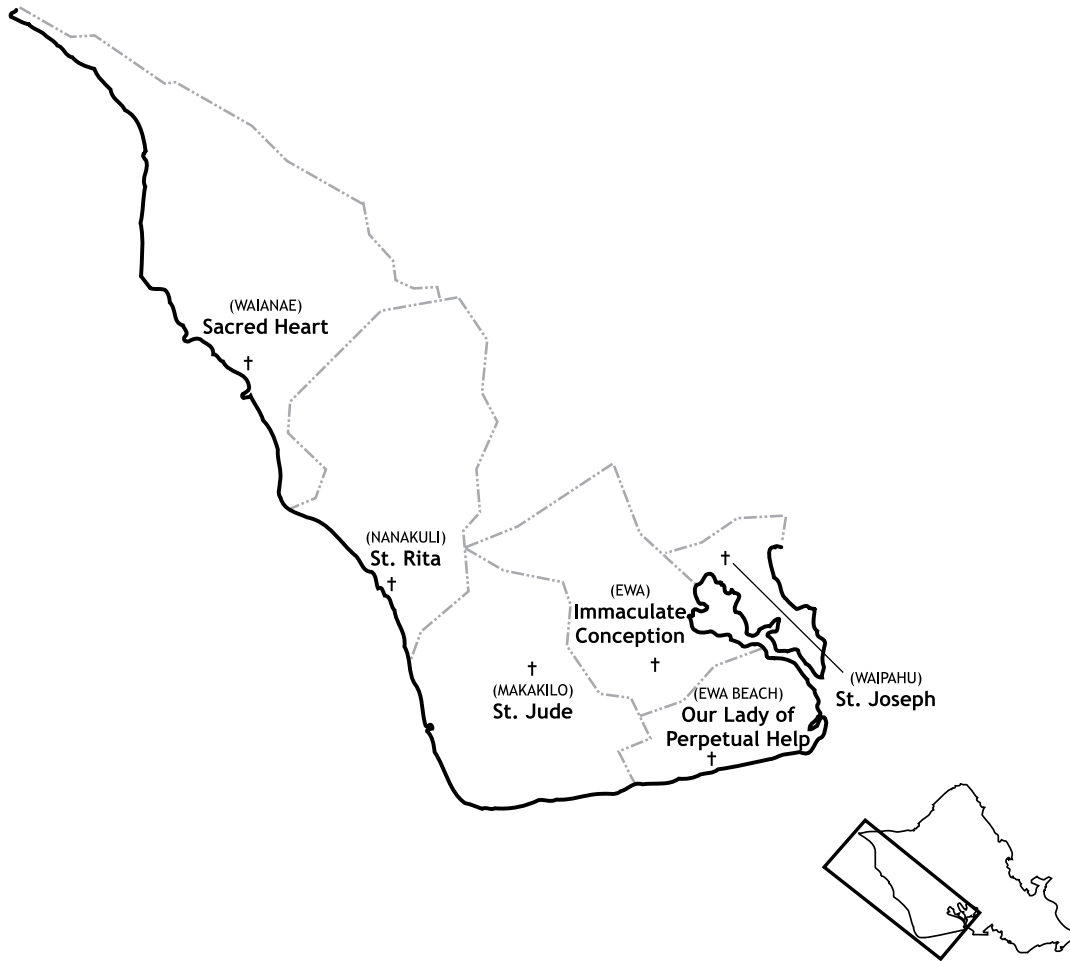 (WAIANAE)
Sacred Heart
(NANAKULI)
St. Rita
(EWA)
Immaculate
Conception
(MAKAKILO)
St. Jude
(EWA BEACH)
Our Lady of
Perpetual Help
(WAIPAHU)
St. Joseph